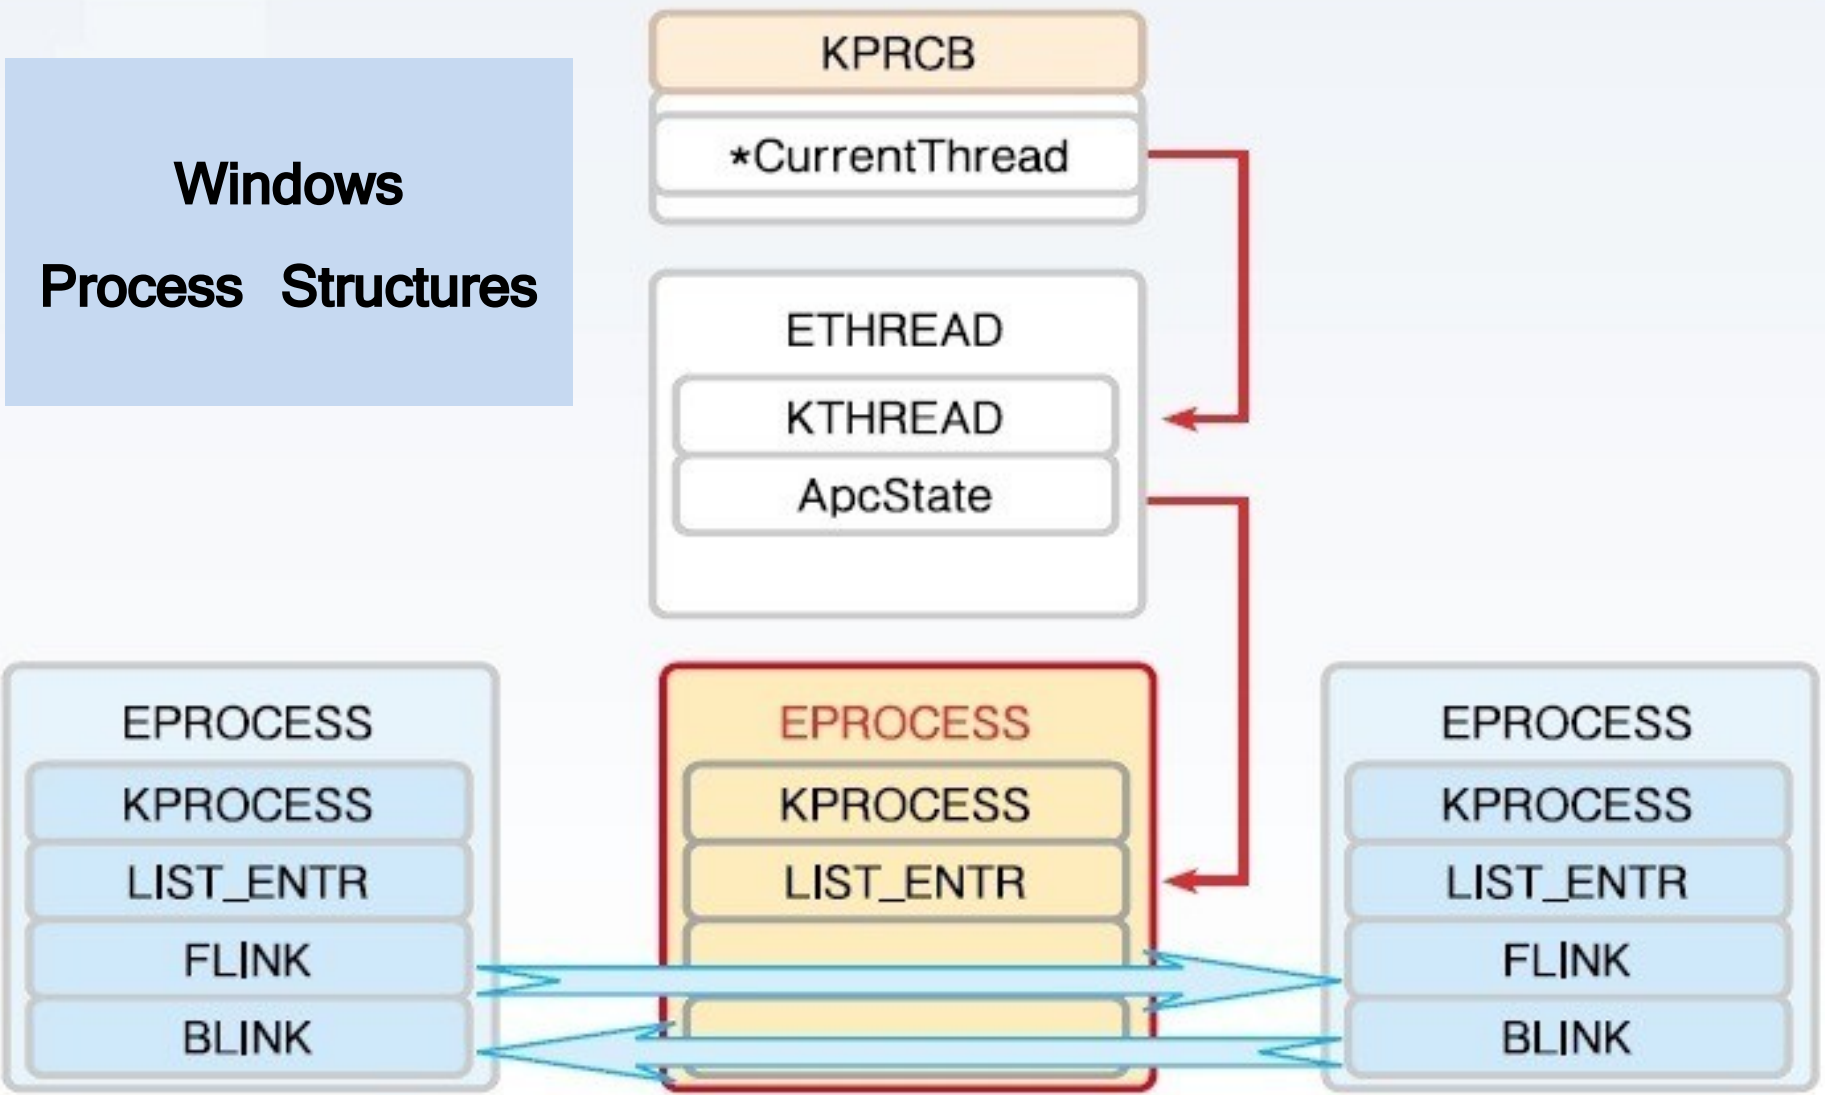 Windows
Process Structures
KPRCB
*CurrentThread
ETHREAD
KTHREAD
ApcState
EPROCESS
KPROCESS
LIST_ENTR
FLINK
BLINK
EPROCESS
KPROCESS
LIST_ENTR
EPROCESS
KPROCESS
LIST_ENTR
FLINK
BLINK